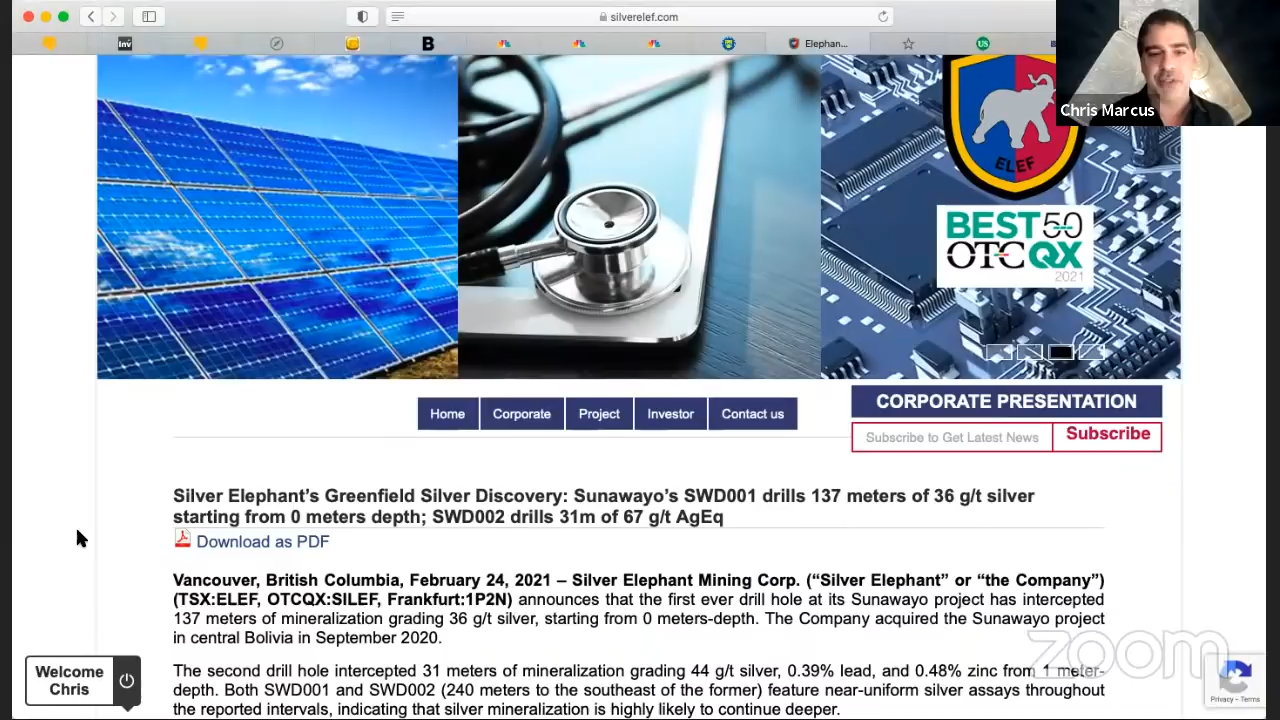 silverelef.com
Inv
B
Elephan...
US
Chris Marcus
ELEF
BEST50
OTCQX
2021
Home
Corporate
Project
Investor
Contact us
CORPORATE PRESENTATION
Subscribe to Get Latest News
Subscribe
Silver Elephant’s Greenfield Silver Discovery: Sunawayo’s SWD001 drills 137 meters of 36 g/t silver
starting from 0 meters depth; SWD002 drills 31m of 67 g/t AgEq
Download as PDF
Vancouver, British Columbia, February 24, 2021 – Silver Elephant Mining Corp. (“Silver Elephant” or “the Company”)
(TSX:ELEF, OTCQX:SILEF, Frankfurt:1P2N) announces that the first ever drill hole at its Sunawayo project has intercepted
137 meters of mineralization grading 36 g/t silver, starting from 0 meters-depth. The Company acquired the Sunawayo project
in central Bolivia in September 2020.
The second drill hole intercepted 31 meters of mineralization grading 44 g/t silver, 0.39% lead, and 0.48% zinc from 1 meter-
depth. Both SWD001 and SWD002 (240 meters to the southeast of the former) feature near-uniform silver assays throughout
the reported intervals, indicating that silver mineralization is highly likely to continue deeper.
Welcome
Chris
zoom
Privacy - Terms